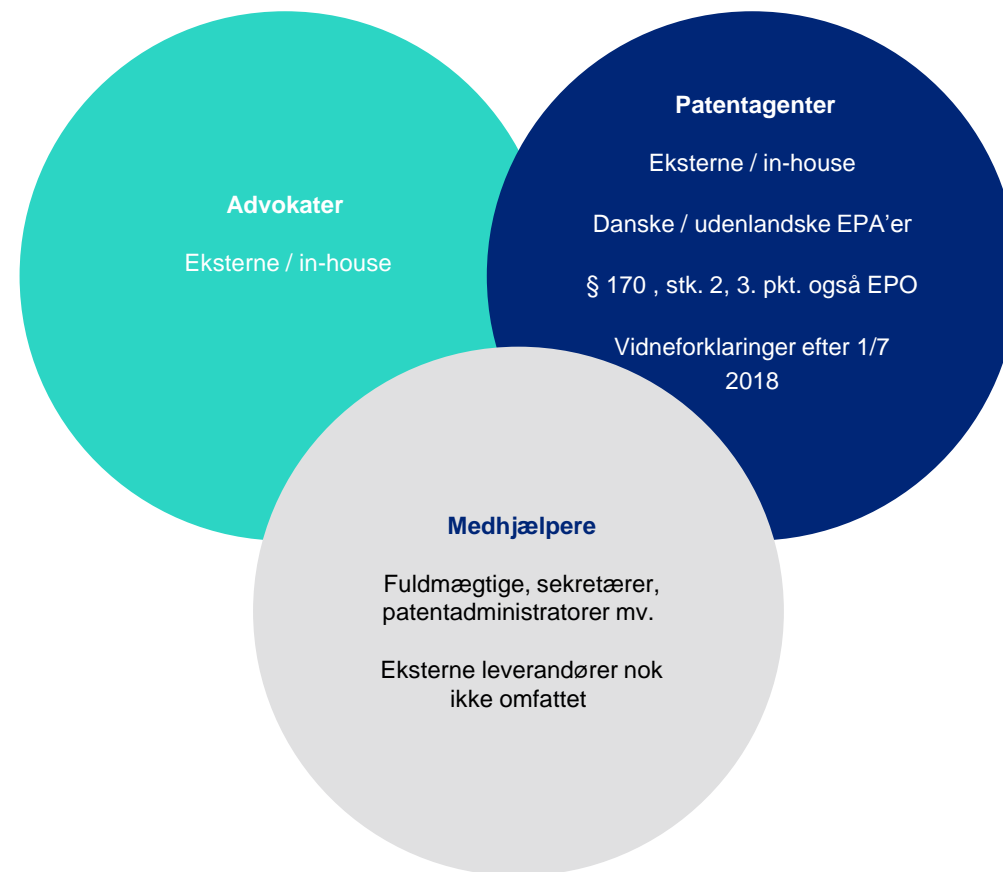 Advokater
Eksterne / in-house
Patentagenter
Eksterne / in-house
Danske / udenlandske EPA’er
§ 170 , stk. 2, 3. pkt. også EPO
Vidneforklaringer efter 1/7
2018
Medhjælpere
Fuldmægtige, sekretærer,
patentadministratorer mv.
Eksterne leverandører nok
ikke omfattet